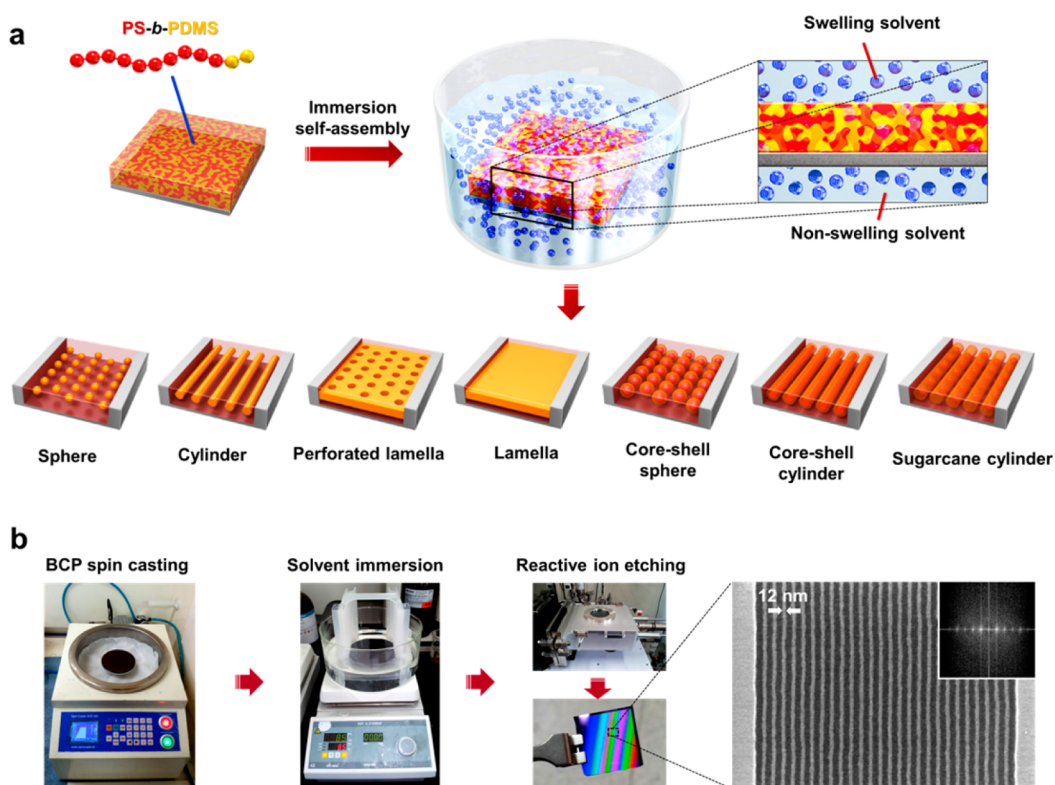 a
PS-b-PDMS
Immersion
self-assembly
Swelling solvent
Non-swelling solvent
Sphere
Cylinder
Perforated lamella
Lamella
Core-shell
sphere
Core-shell
cylinder
Sugarcane cylinder
b
BCP spin casting
Solvent immersion
Reactive ion etching
12 nm